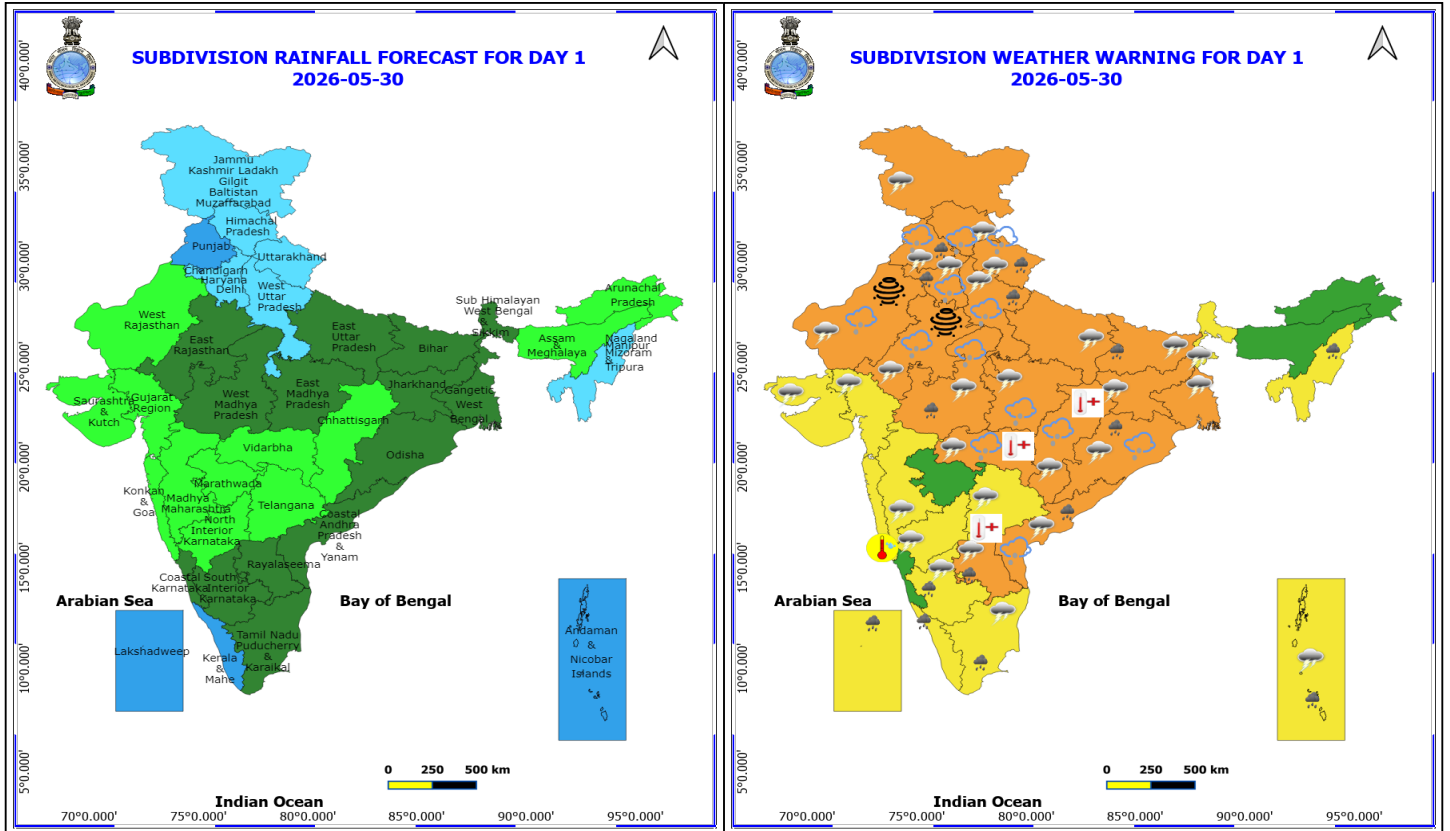 SUBDIVISION RAINFALL FORECAST FOR DAY 1
2026-05-30
40°0.000'
35°0.000'
30°0.000'
25°0.000'
20°0.000'
15°0.000'
10°0.000'
5°0.000'
Jammu
Kashmir Ladakh
Gilgit
Baltistan
Muzaffarabad
Himachal
Pradesh
Punjab
Uttarakhand
Chandigarh
Haryana
Delhi
West
Uttar
Pradesh
West
Rajasthan
East
Rajasthan
East
Uttar
Pradesh
Bihar
Sub Himalayan
West Bengal
&
Sikkim
Arunachal
Pradesh
Assam
&
Meghalaya
Nagaland
Manipur
Mizoram
&
Tripura
Saurashtra
&
Kutch
Gujarat
Region
West
Madhya
Pradesh
East
Madhya
Pradesh
Jharkhand
Gangetic
West
Bengal
Chhattisgarh
Odisha
Vidarbha
Marathwada
Konkan
&
Goa
Madhya
Maharashtra
North
Interior
Karnataka
Telangana
Coastal
Andhra
Pradesh
&
Yanam
Rayalaseema
Coastal
Karnataka
South
Interior
Karnataka
Tamil Nadu
Puducherry
&
Karaikal
Kerala
&
Mahe
Lakshadweep
Andaman
&
Nicobar
Islands
Arabian Sea
Bay of Bengal
0 250 500 km
Indian Ocean
70°0.000' 75°0.000' 80°0.000' 85°0.000' 90°0.000' 95°0.000'
SUBDIVISION WEATHER WARNING FOR DAY 1
2026-05-30
40°0.000'
35°0.000'
30°0.000'
25°0.000'
20°0.000'
15°0.000'
10°0.000'
5°0.000'
Arabian Sea
Bay of Bengal
0 250 500 km
Indian Ocean
70°0.000' 75°0.000' 80°0.000' 85°0.000' 90°0.000' 95°0.000'